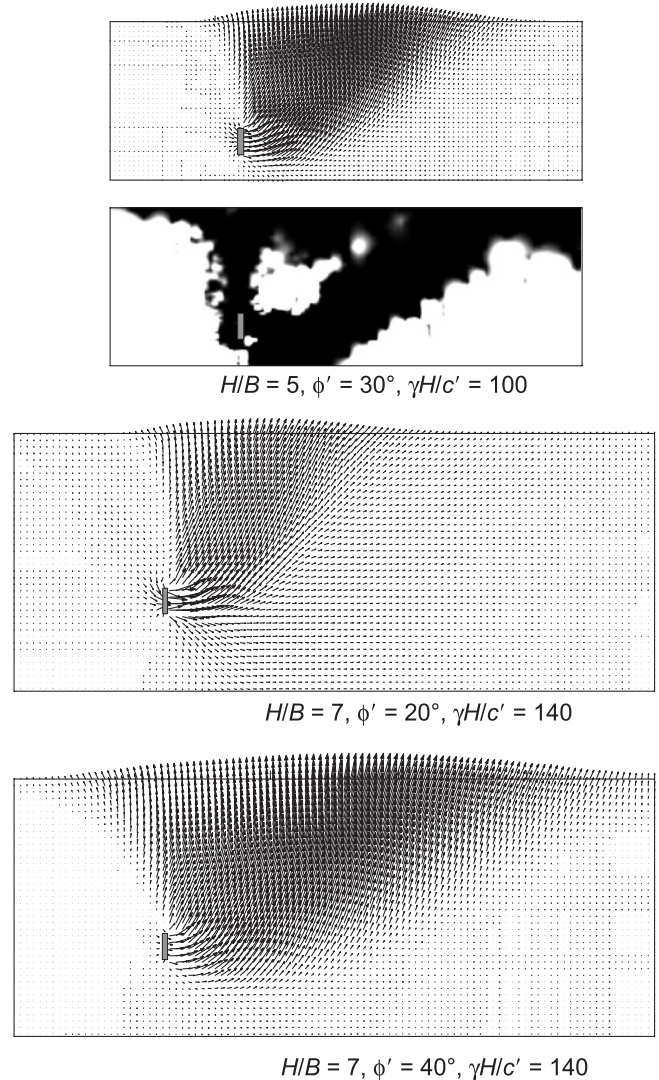 H/B = 5, ϕ′ = 30°, γH/c′ = 100
H/B = 7, ϕ′ = 20°, γH/c′ = 140
H/B = 7, ϕ′ = 40°, γH/c′ = 140